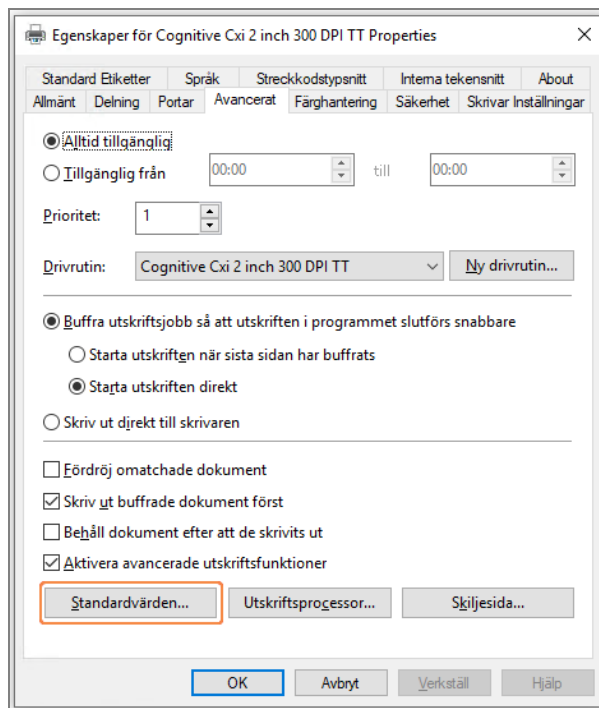 Egenskaper för Cognitive Cxi 2 inch 300 DPI TT Properties
Standard Etiketter Språk Streckkodstypsnitt Interna tekensnitt About
Allmänt Delning Portar Avancerat Färghantering Säkerhet Skrivar Inställningar
Alltid tillgänglig
Tillgänglig från 00:00 till 00:00
Prioritet: 1
Drivrutin: Cognitive Cxi 2 inch 300 DPI TT Ny drivrutin...
Buffra utskriftsjobb så att utskriften i programmet slutförs snabbare
Starta utskriften när sista sidan har buffrats
Starta utskriften direkt
Skriv ut direkt till skrivaren
Fördröj omatchade dokument
Skriv ut buffrade dokument först
Behåll dokument efter att de skrivits ut
Aktivera avancerade utskriftsfunktioner
Standardvärden... Utskriftsprocessor... Skiljesida...
OK Avbryt Verkställ Hjälp